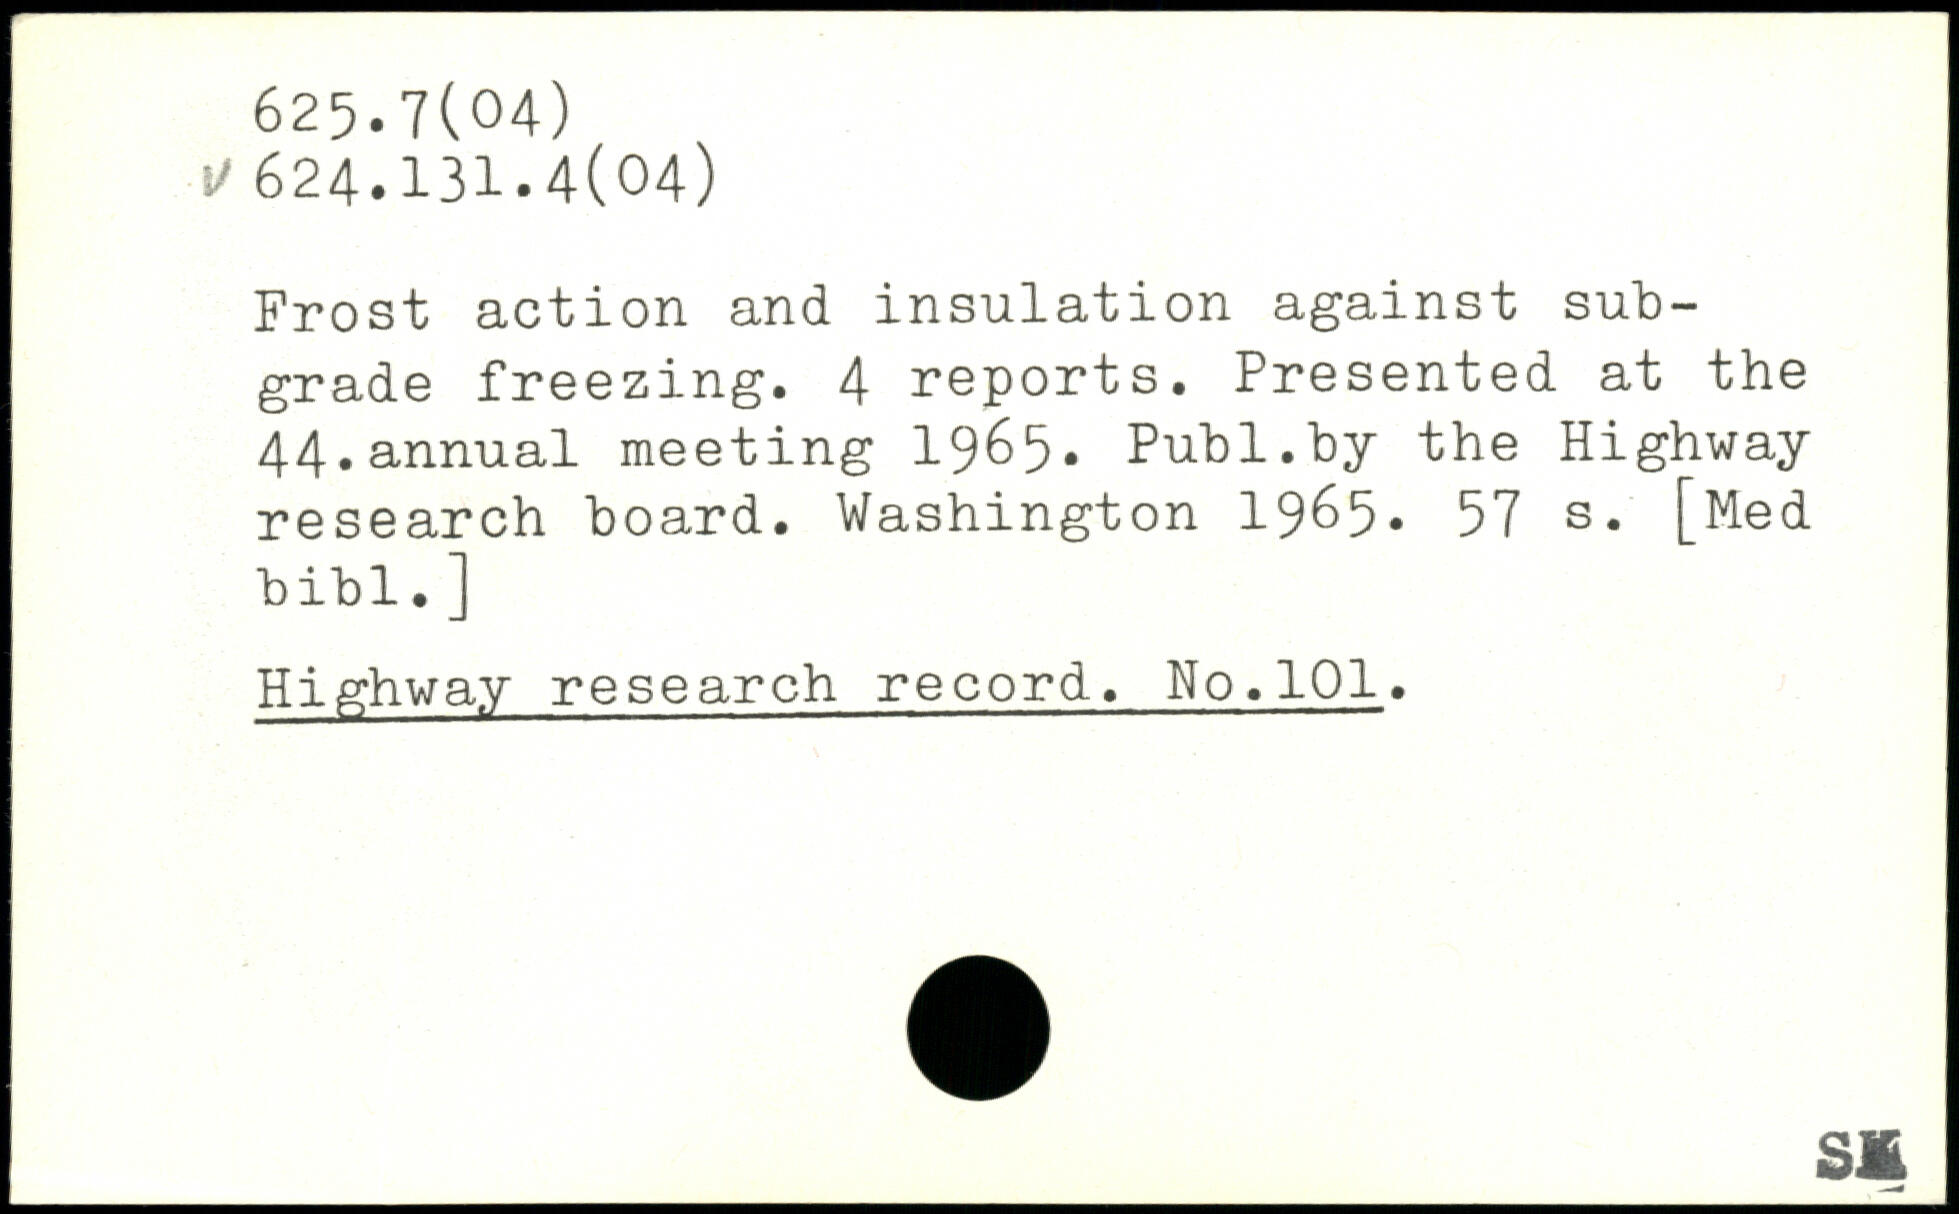 625.7(04)
v 624.131.4(04)
Frost action and insulation against sub-
grade freezing. 4 reports. Presented at the
44.annual meeting 1965. Publ.by the Highway
research board. Washington 1965. 57 s. [Med
bibl.]
Highway research record. No.101.
SK